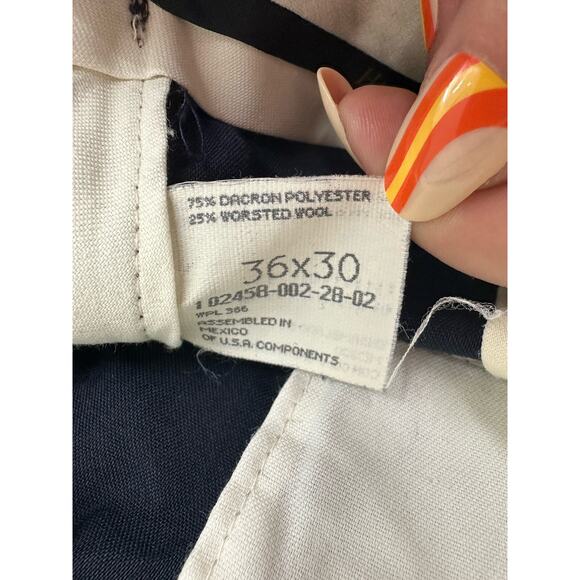 75% DACRON POLYESTER
25% WORSTED WOOL
36x30
1 02458-002-28-02
WPL 366
ASSEMBLED IN
MEXICO
OF U.S.A. COMPONENTS